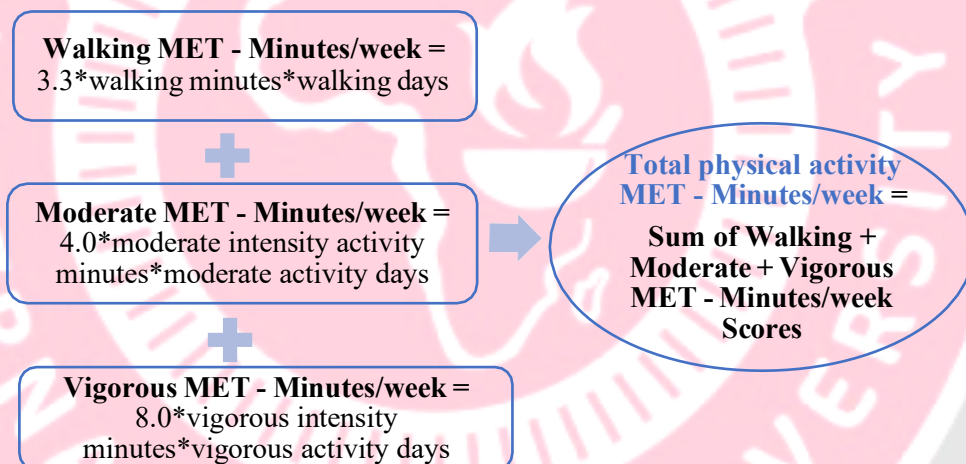 Walking MET - Minutes/week =
3.3*walking minutes*walking days
Moderate MET - Minutes/week =
4.0*moderate intensity activity
minutes*moderate activity days
Vigorous MET - Minutes/week =
8.0*vigorous intensity
minutes*vigorous activity days
Total physical activity
MET - Minutes/week =
Sum of Walking +
Moderate + Vigorous
MET - Minutes/week
Scores